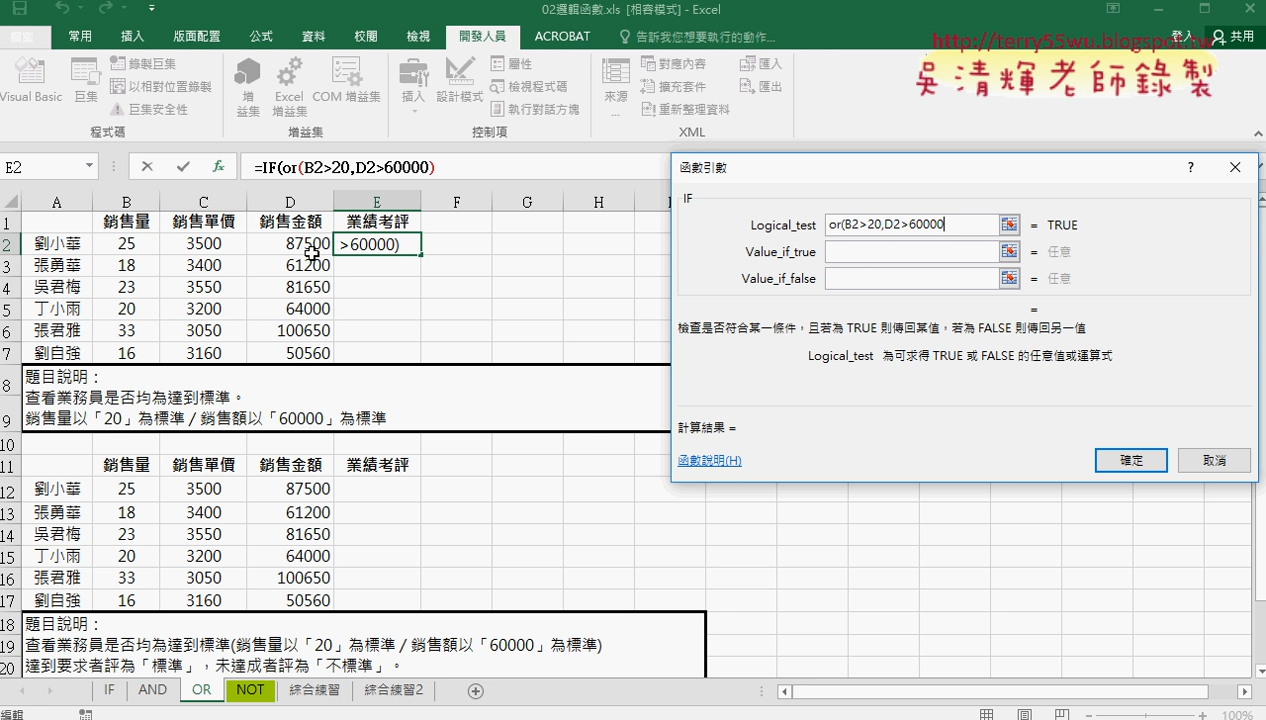 02邏輯函數.xls [相容模式] - Excel
常用 插入 版面配置 公式 資料 校閱 檢視 開發人員 ACROBAT 告訴我您想要執行的動作... 登入 共用
http://terry55wu.blogspot.tw
吳清輝老師錄製
Visual Basic 巨集 錄製巨集 以相對位置錄製 巨集安全性 程式碼
增益集 Excel 增益集 COM 增益集 增益集
插入 設計模式 屬性 檢視程式碼 執行對話方塊 控制項
來源... 對應內容 擴充套件 重新整理資料 匯入 匯出 XML
E2 =IF(or(B2>20,D2>60000)
A B C D E F G H
1 銷售量 銷售單價 銷售金額 業績考評
2 劉小華 25 3500 87500 >60000)
3 張勇華 18 3400 61200
4 吳君梅 23 3550 81650
5 丁小雨 20 3200 64000
6 張君雅 33 3050 100650
7 劉自強 16 3160 50560
8 題目說明：
查看業務員是否均為達到標準。
9 銷售量以「20」為標準 / 銷售額以「60000」為標準
10
11 銷售量 銷售單價 銷售金額 業績考評
12 劉小華 25 3500 87500
13 張勇華 18 3400 61200
14 吳君梅 23 3550 81650
15 丁小雨 20 3200 64000
16 張君雅 33 3050 100650
17 劉自強 16 3160 50560
18 題目說明：
19 查看業務員是否均為達到標準(銷售量以「20」為標準 / 銷售額以「60000」為標準)
20 達到要求者評為「標準」，未達成者評為「不標準」。
函數引數 ?
IF
Logical_test or(B2>20,D2>60000 = TRUE
Value_if_true = 任意
Value_if_false = 任意
=
檢查是否符合某一條件，且若為 TRUE 則傳回某值，若為 FALSE 則傳回另一值
Logical_test 為可求得 TRUE 或 FALSE 的任意值或運算式
計算結果 =
函數說明(H) 確定 取消
IF AND OR NOT 綜合練習 綜合練習2
編輯 100%